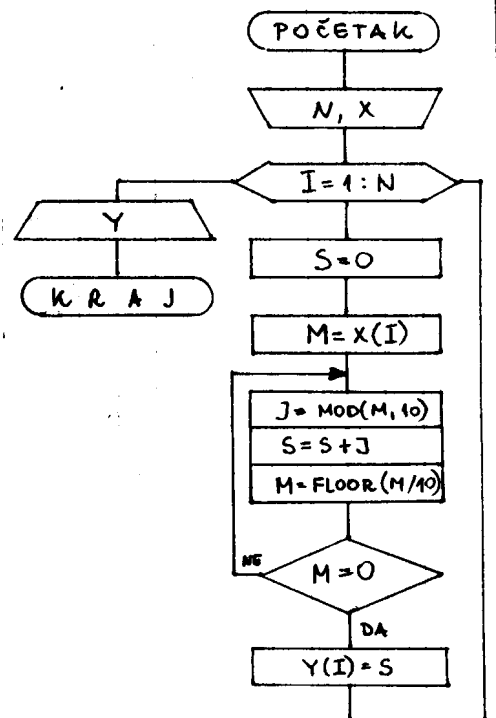 POČETAK
N, X
I = 1 : N
Y
KRAJ
S = 0
M = X(I)
J = MOD(M, 10)
S = S + J
M = FLOOR(M/10)
NE
M = 0
DA
Y(I) = S